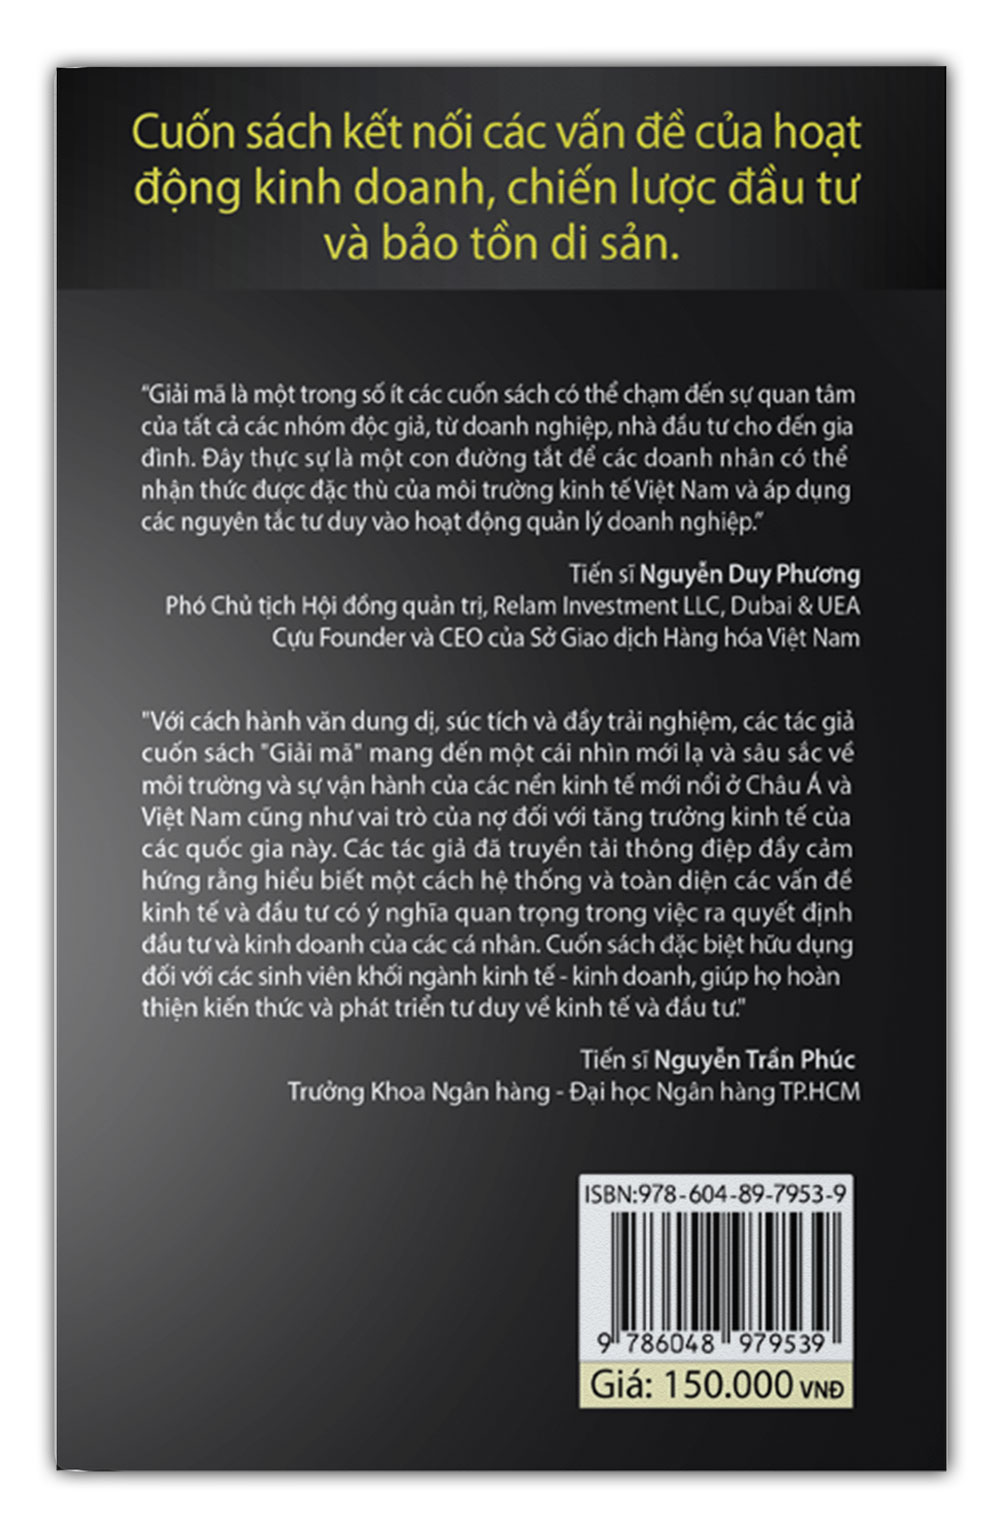 Cuốn sách kết nối các vấn đề của hoạt
động kinh doanh, chiến lược đầu tư
và bảo tồn di sản.
“Giải mã là một trong số ít các cuốn sách có thể chạm đến sự quan tâm
của tất cả các nhóm độc giả, từ doanh nghiệp, nhà đầu tư cho đến gia
đình. Đây thực sự là một con đường tắt để các doanh nhân có thể
nhận thức được đặc thù của môi trường kinh tế Việt Nam và áp dụng
các nguyên tắc tư duy vào hoạt động quản lý doanh nghiệp.”
Tiến sĩ Nguyễn Duy Phương
Phó Chủ tịch Hội đồng quản trị, Relam Investment LLC, Dubai & UEA
Cựu Founder và CEO của Sở Giao dịch Hàng hóa Việt Nam
"Với cách hành văn dung dị, súc tích và đầy trải nghiệm, các tác giả
cuốn sách "Giải mã" mang đến một cái nhìn mới lạ và sâu sắc về
môi trường và sự vận hành của các nền kinh tế mới nổi ở Châu Á và
Việt Nam cũng như vai trò của nợ đối với tăng trưởng kinh tế của
các quốc gia này. Các tác giả đã truyền tải thông điệp đầy cảm
hứng rằng hiểu biết một cách hệ thống và toàn diện các vấn đề
kinh tế và đầu tư có ý nghĩa quan trọng trong việc ra quyết định
đầu tư và kinh doanh của các cá nhân. Cuốn sách đặc biệt hữu dụng
đối với các sinh viên khối ngành kinh tế - kinh doanh, giúp họ hoàn
thiện kiến thức và phát triển tư duy về kinh tế và đầu tư."
Tiến sĩ Nguyễn Trần Phúc
Trưởng Khoa Ngân hàng - Đại học Ngân hàng TP.HCM
ISBN:978-604-89-7953-9
9 786048 979539
Giá: 150.000 VNĐ